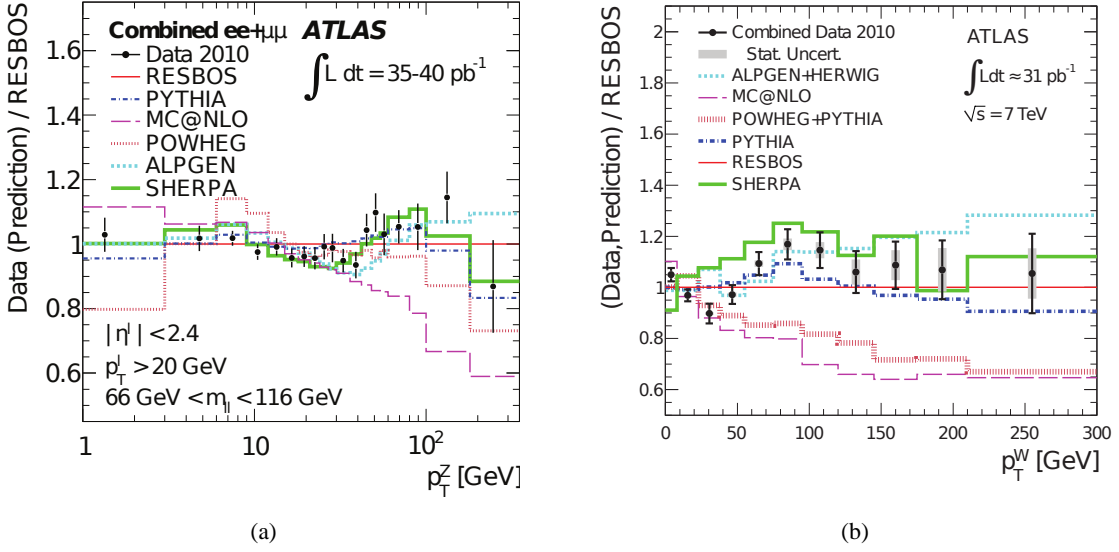 Data (Prediction) / RESBOS
1.6
1.4
1.2
1
0.8
0.6
Combined ee+μμ
ATLAS
Data 2010
RESBOS
PYTHIA
MC@NLO
POWHEG
ALPGEN
SHERPA
∫ L dt = 35-40 pb⁻¹
|ηˡ| < 2.4
pˡ_T > 20 GeV
66 GeV < m_ll < 116 GeV
1 10 10²
p_T^Z [GeV]
(a)
(Data,Prediction) / RESBOS
2
1.8
1.6
1.4
1.2
1
0.8
0.6
Combined Data 2010
Stat. Uncert.
ALPGEN+HERWIG
MC@NLO
POWHEG+PYTHIA
PYTHIA
RESBOS
SHERPA
ATLAS
∫ Ldt ≈ 31 pb⁻¹
√s = 7 TeV
0 50 100 150 200 250 300
p_T^W [GeV]
(b)